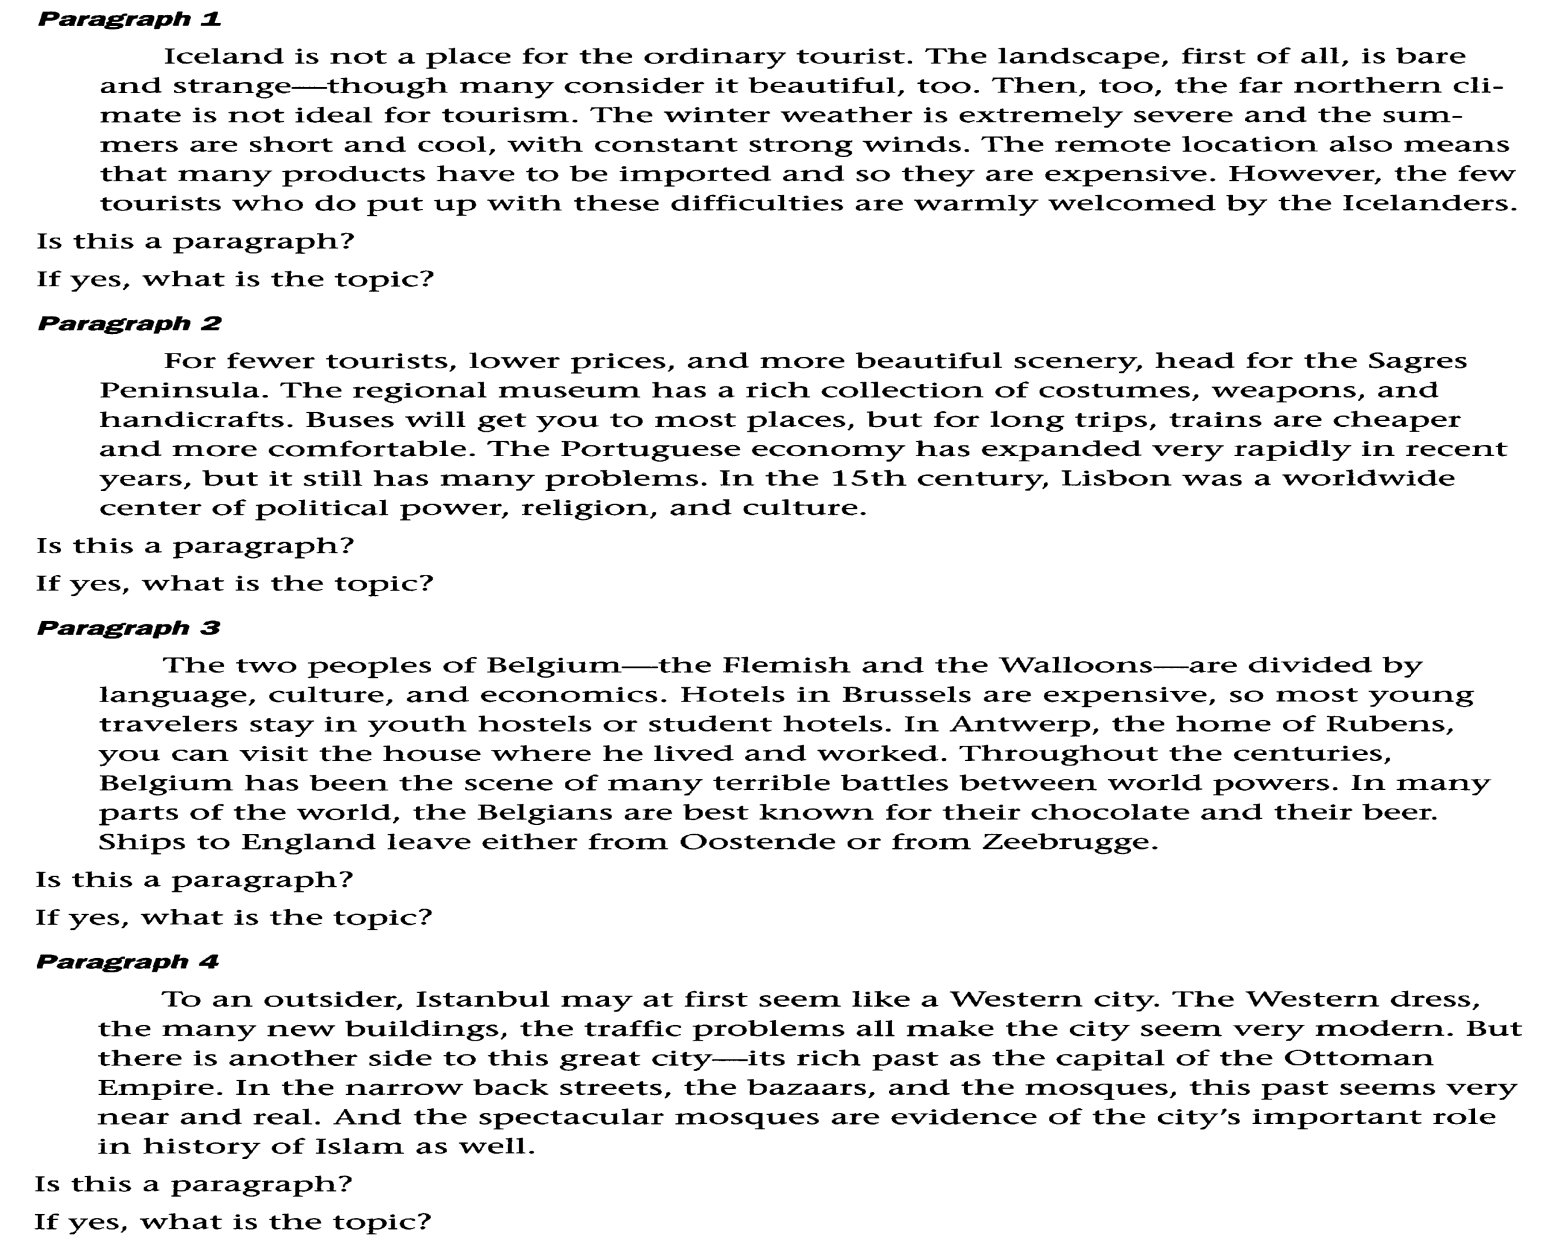 Paragraph 1
Iceland is not a place for the ordinary tourist. The landscape, first of all, is bare
and strange—though many consider it beautiful, too. Then, too, the far northern cli-
mate is not ideal for tourism. The winter weather is extremely severe and the sum-
mers are short and cool, with constant strong winds. The remote location also means
that many products have to be imported and so they are expensive. However, the few
tourists who do put up with these difficulties are warmly welcomed by the Icelanders.
Is this a paragraph?
If yes, what is the topic?
Paragraph 2
For fewer tourists, lower prices, and more beautiful scenery, head for the Sagres
Peninsula. The regional museum has a rich collection of costumes, weapons, and
handicrafts. Buses will get you to most places, but for long trips, trains are cheaper
and more comfortable. The Portuguese economy has expanded very rapidly in recent
years, but it still has many problems. In the 15th century, Lisbon was a worldwide
center of political power, religion, and culture.
Is this a paragraph?
If yes, what is the topic?
Paragraph 3
The two peoples of Belgium—the Flemish and the Walloons—are divided by
language, culture, and economics. Hotels in Brussels are expensive, so most young
travelers stay in youth hostels or student hotels. In Antwerp, the home of Rubens,
you can visit the house where he lived and worked. Throughout the centuries,
Belgium has been the scene of many terrible battles between world powers. In many
parts of the world, the Belgians are best known for their chocolate and their beer.
Ships to England leave either from Oostende or from Zeebrugge.
Is this a paragraph?
If yes, what is the topic?
Paragraph 4
To an outsider, Istanbul may at first seem like a Western city. The Western dress,
the many new buildings, the traffic problems all make the city seem very modern. But
there is another side to this great city—its rich past as the capital of the Ottoman
Empire. In the narrow back streets, the bazaars, and the mosques, this past seems very
near and real. And the spectacular mosques are evidence of the city's important role
in history of Islam as well.
Is this a paragraph?
If yes, what is the topic?